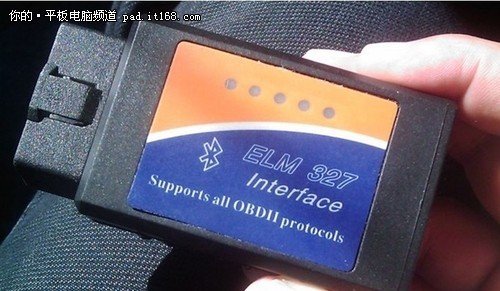 你的·平板电脑频道 pad.it168.com
ELM 327
Interface
Supports all OBDII protocols